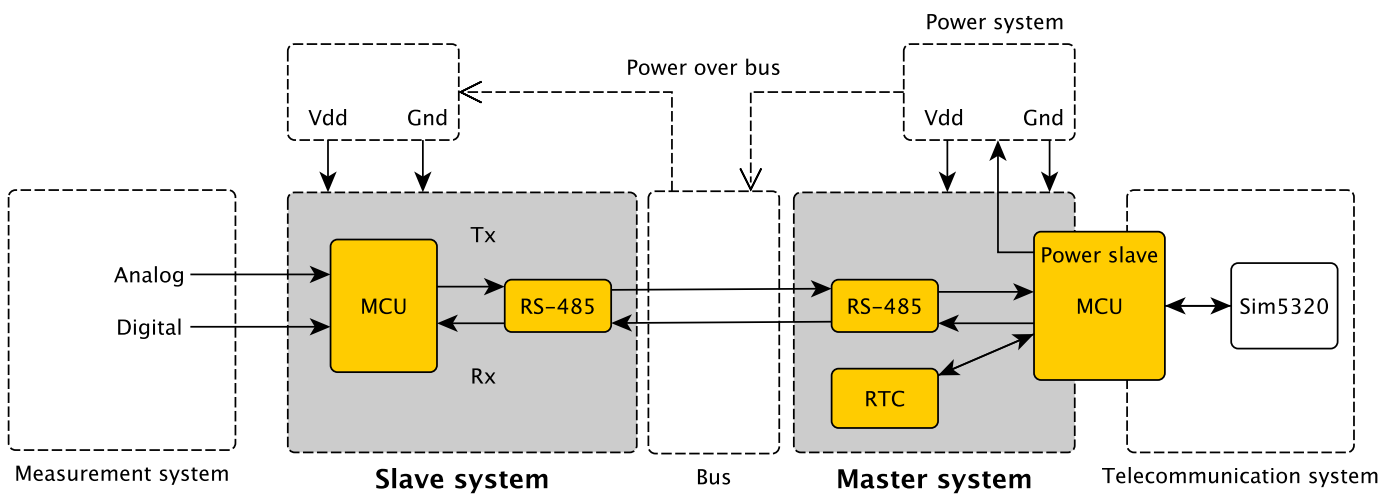 Power system
Power over bus
Vdd Gnd
Vdd Gnd
Tx
Power slave
Analog
MCU
RS-485
RS-485
MCU
Sim5320
Digital
Rx
RTC
Measurement system
Slave system
Bus
Master system
Telecommunication system